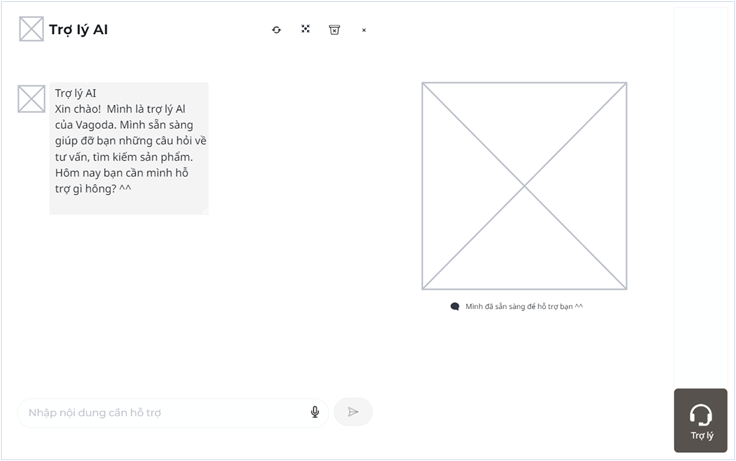 Trợ lý AI
Trợ lý AI
Xin chào!  Mình là trợ lý AI
của Vagoda. Mình sẵn sàng
giúp đỡ bạn những câu hỏi về
tư vấn, tìm kiếm sản phẩm.
Hôm nay bạn cần mình hỗ
trợ gì hông? ^^
Mình đã sẵn sàng để hỗ trợ bạn ^^
Nhập nội dung cần hỗ trợ
Trợ lý